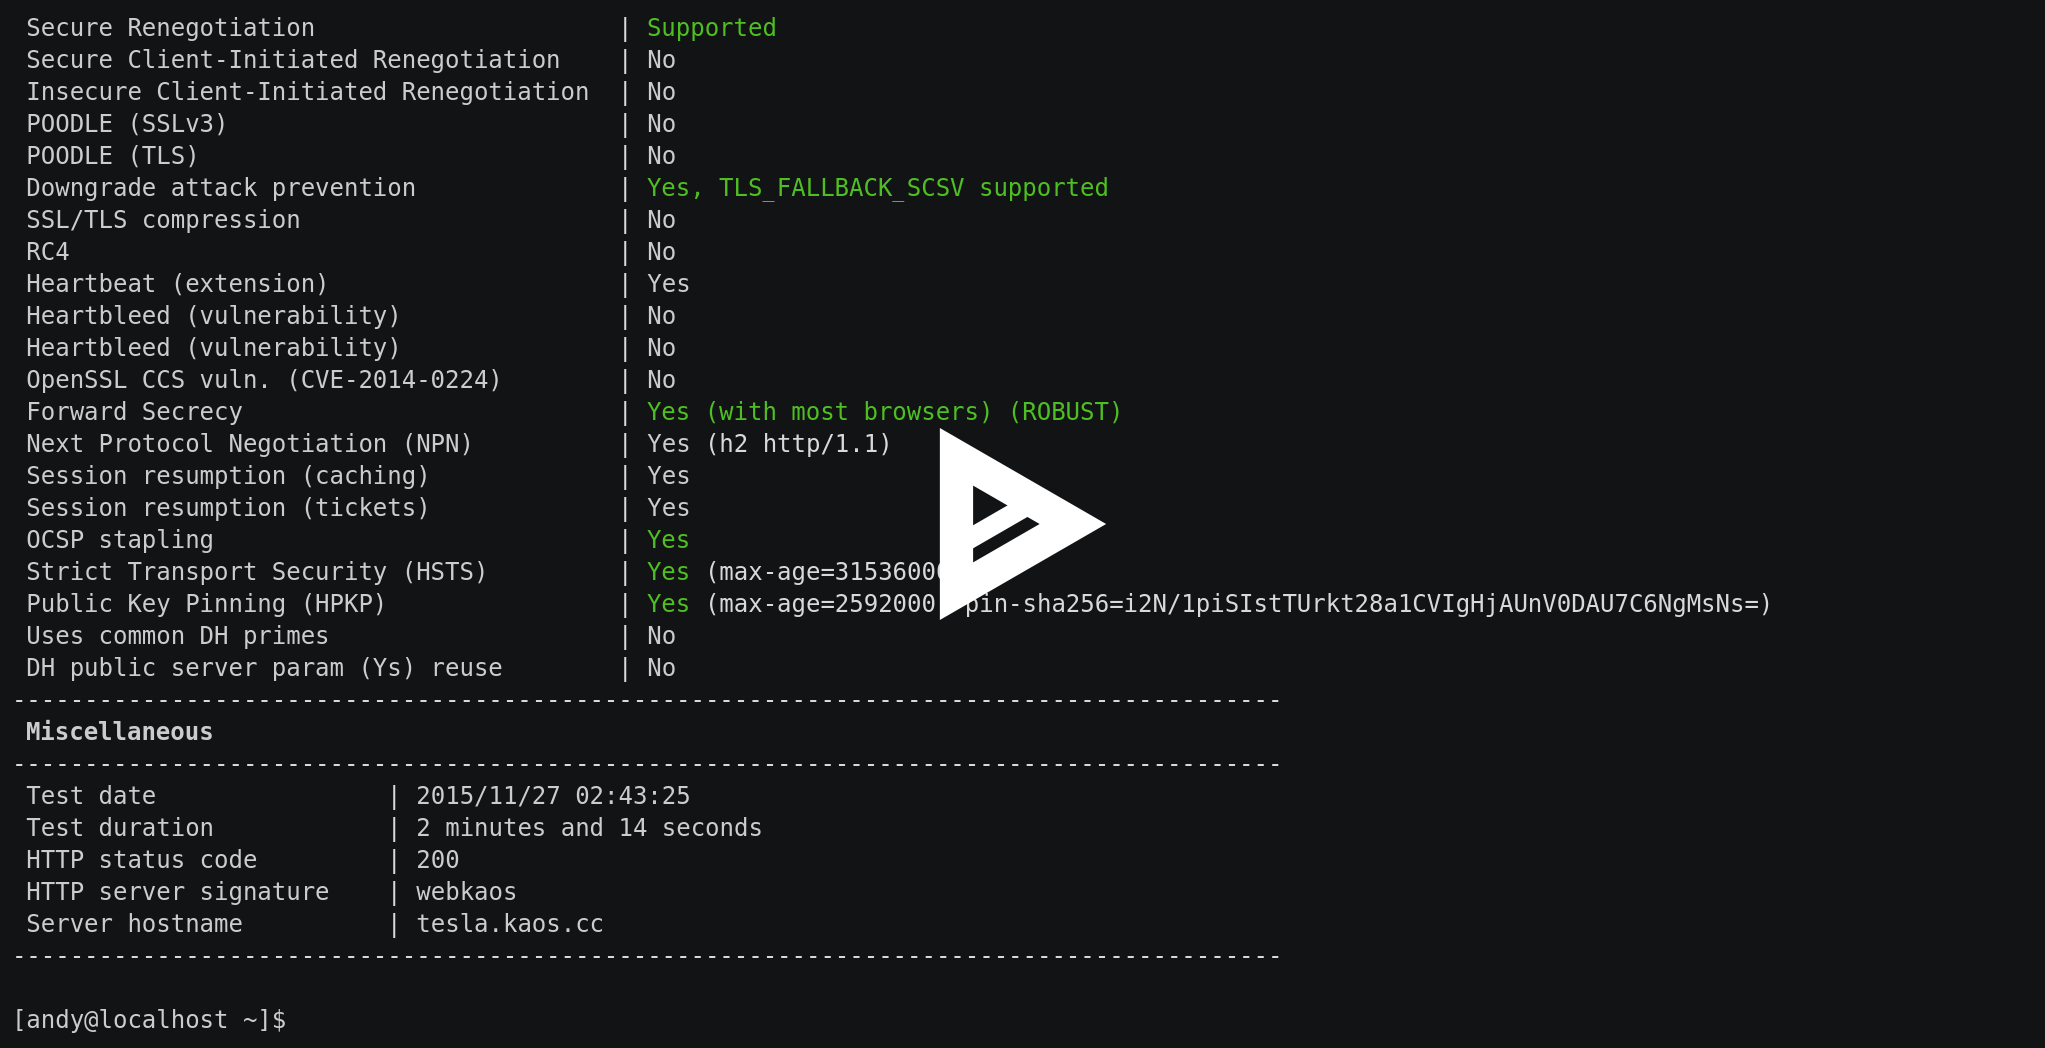 Secure Renegotiation | Supported
Secure Client-Initiated Renegotiation | No
Insecure Client-Initiated Renegotiation | No
POODLE (SSLv3) | No
POODLE (TLS) | No
Downgrade attack prevention | Yes, TLS_FALLBACK_SCSV supported
SSL/TLS compression | No
RC4 | No
Heartbeat (extension) | Yes
Heartbleed (vulnerability) | No
Heartbleed (vulnerability) | No
OpenSSL CCS vuln. (CVE-2014-0224) | No
Forward Secrecy | Yes (with most browsers) (ROBUST)
Next Protocol Negotiation (NPN) | Yes (h2 http/1.1)
Session resumption (caching) | Yes
Session resumption (tickets) | Yes
OCSP stapling | Yes
Strict Transport Security (HSTS) | Yes
Public Key Pinning (HPKP) | Yes (max-age=2592000 pin-sha256=i2N/1piSIstTUrkt28a1CVIgHjAUnV0DAU7C6NgMsNs=)
Uses common DH primes | No
DH public server param (Ys) reuse | No
----------------------------------------------------------------------------------------
Miscellaneous
----------------------------------------------------------------------------------------
Test date | 2015/11/27 02:43:25
Test duration | 2 minutes and 14 seconds
HTTP status code | 200
HTTP server signature | webkaos
Server hostname | tesla.kaos.cc
----------------------------------------------------------------------------------------
[andy@localhost ~]$